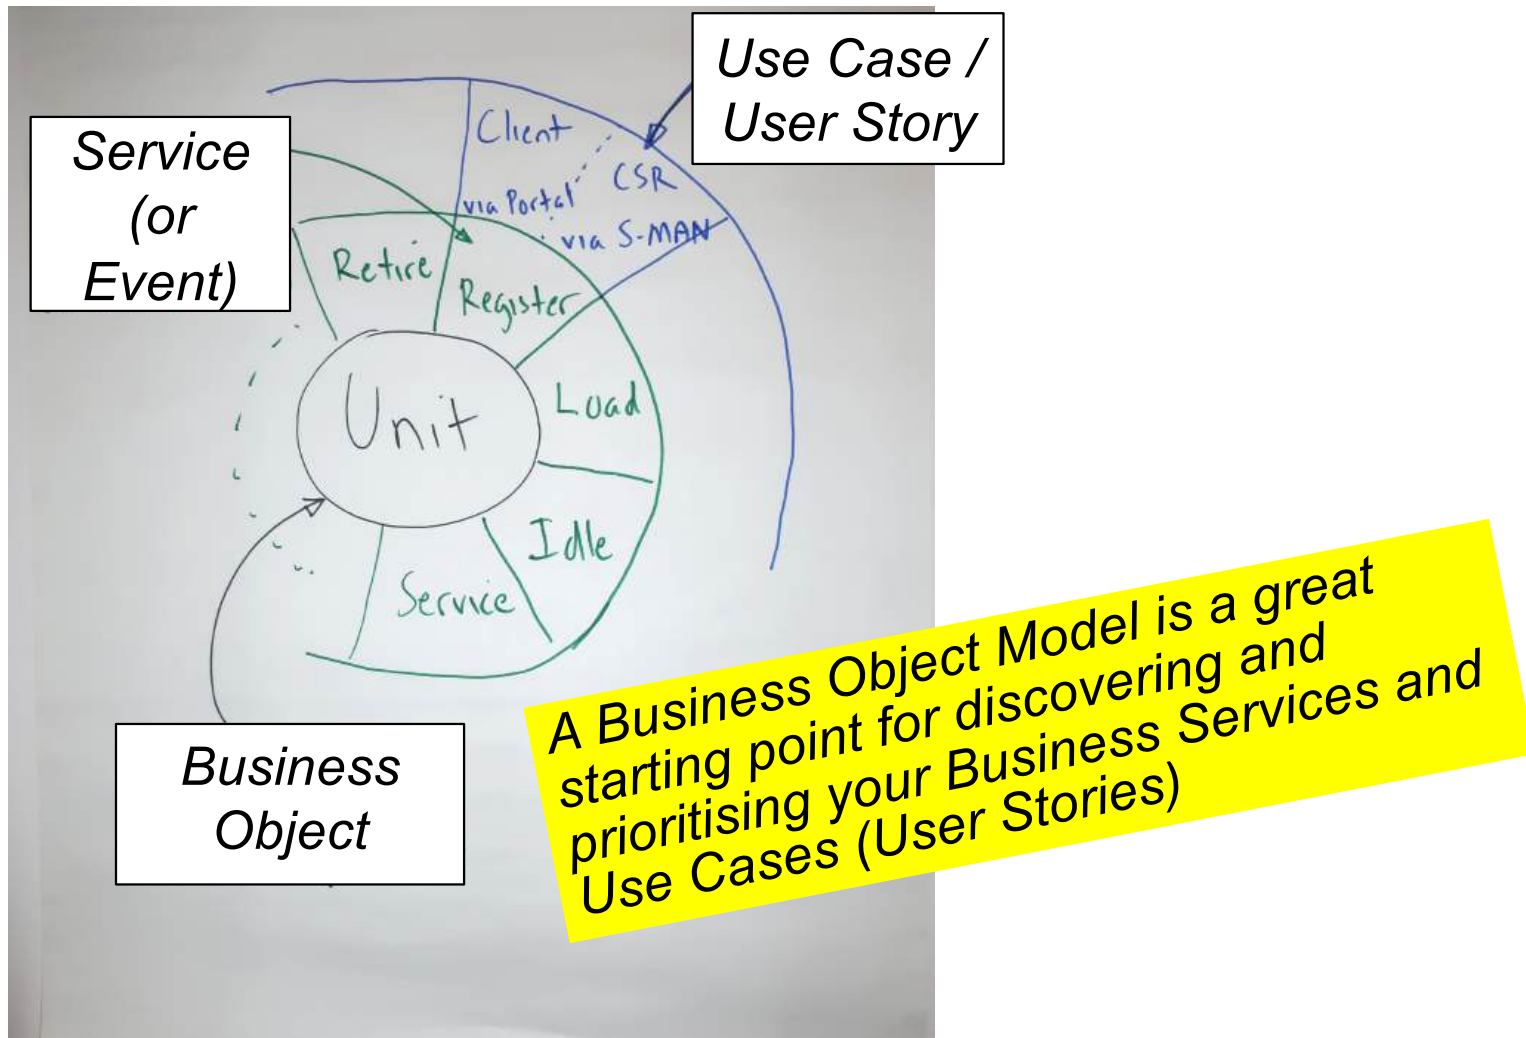 Use Case /
User Story
Service
(or
Event)
Client
via Portal
CSR
via S-MAN
Retire
Register
Unit
Load
Idle
Service
Business
Object
A Business Object Model is a great
starting point for discovering and
prioritising your Business Services and
Use Cases (User Stories)